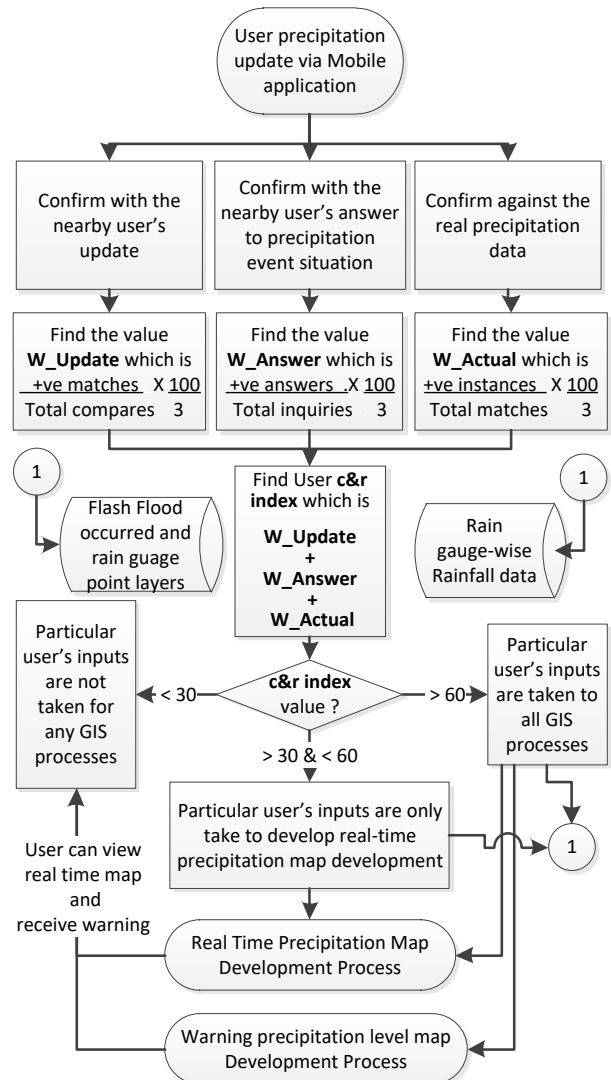 User precipitation
update via Mobile
application
Confirm with the
nearby user's
update
Confirm with the
nearby user's answer
to precipitation
event situation
Confirm against the
real precipitation
data
Find the value
W_Update which is
+ve matches X 100
Total compares 3
Find the value
W_Answer which is
+ve answers .X 100
Total inquiries 3
Find the value
W_Actual which is
+ve instances X 100
Total matches 3
1
Flash Flood
occurred and
rain guage
point layers
Find User c&r
index which is
W_Update
+
W_Answer
+
W_Actual
1
Rain
gauge-wise
Rainfall data
Particular
user's inputs
are not
taken for
any GIS
processes
< 30
c&r index
value ?
> 60
Particular
user's inputs
are taken to
all GIS
processes
> 30 & < 60
Particular user's inputs are only
take to develop real-time
precipitation map development
1
User can view
real time map
and
receive warning
Real Time Precipitation Map
Development Process
Warning precipitation level map
Development Process